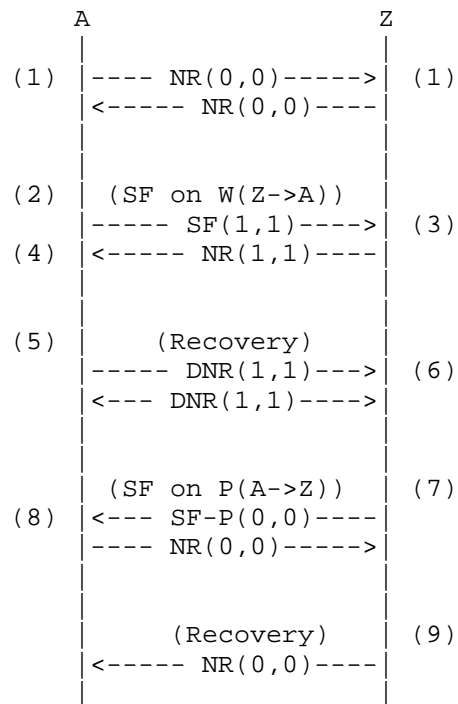 A Z
| |
(1) |---- NR(0,0)----->| (1)
|<----- NR(0,0)----|
| |
| |
(2) | (SF on W(Z->A)) |
|----- SF(1,1)---->| (3)
(4) |<----- NR(1,1)----|
| |
| |
(5) | (Recovery) |
|----- DNR(1,1)--->| (6)
|<--- DNR(1,1)---->|
| |
| |
| (SF on P(A->Z)) | (7)
(8) |<--- SF-P(0,0)----|
|---- NR(0,0)----->|
| |
| |
| (Recovery) | (9)
|<----- NR(0,0)----|
| |